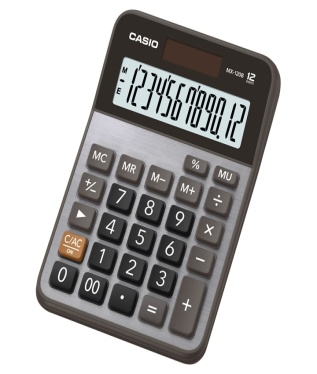 CASIO
MX-120B 12
M
E
-1234567890.12
% MU
MC MR M− M+ ÷
+/− 7 8 9 ×
▶ 4 5 6 −
C/AC
ON
1 2 3 +
0 00 · =